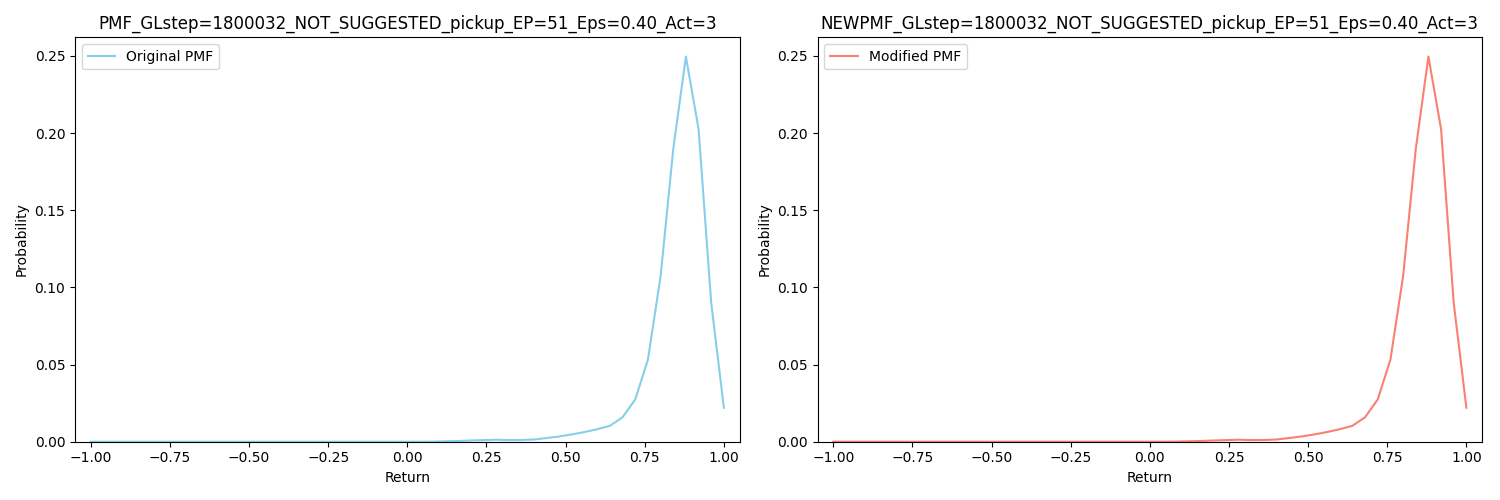 PMF_GLstep=1800032_NOT_SUGGESTED_pickup_EP=51_Eps=0.40_Act=3
Original PMF
0.25
0.20
0.15
0.10
0.05
0.00
Probability
−1.00 −0.75 −0.50 −0.25 0.00 0.25 0.50 0.75 1.00
Return
NEWPMF_GLstep=1800032_NOT_SUGGESTED_pickup_EP=51_Eps=0.40_Act=3
Modified PMF
0.25
0.20
0.15
0.10
0.05
0.00
Probability
−1.00 −0.75 −0.50 −0.25 0.00 0.25 0.50 0.75 1.00
Return